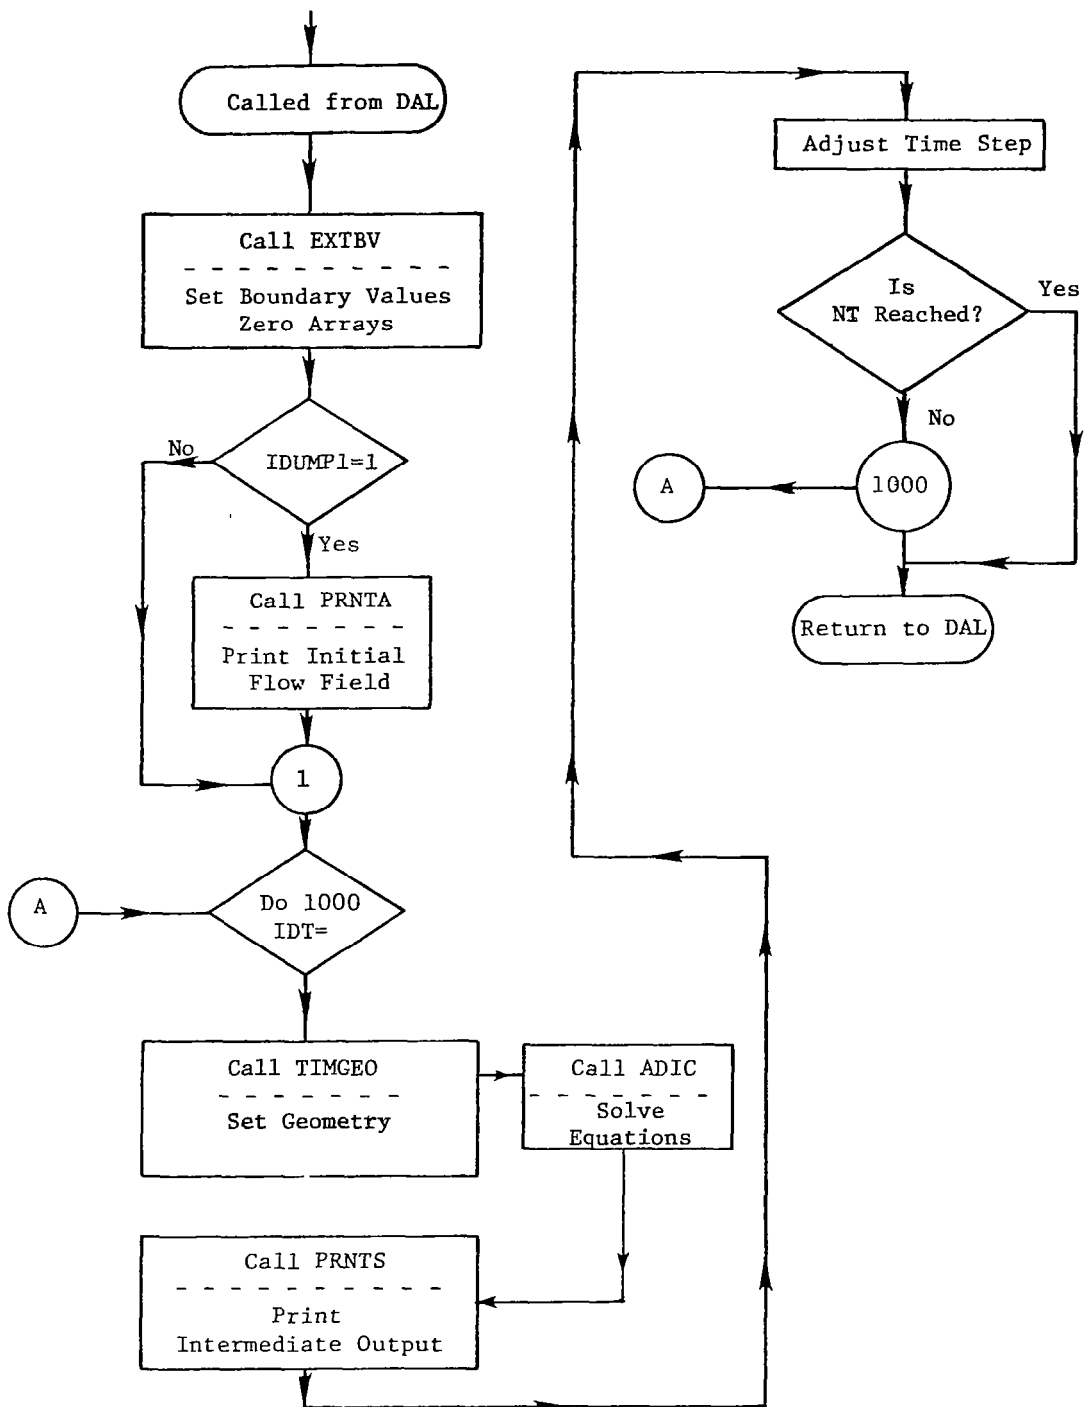 Called from DAL
Call EXTBV
Set Boundary Values
Zero Arrays
IDUMP1=1
No
Yes
Call PRNTA
Print Initial
Flow Field
1
A
Do 1000
IDT=
Call TIMGEO
Set Geometry
Call ADIC
Solve
Equations
Call PRNTS
Print
Intermediate Output
Adjust Time Step
Is
NT Reached?
Yes
No
1000
A
Return to DAL